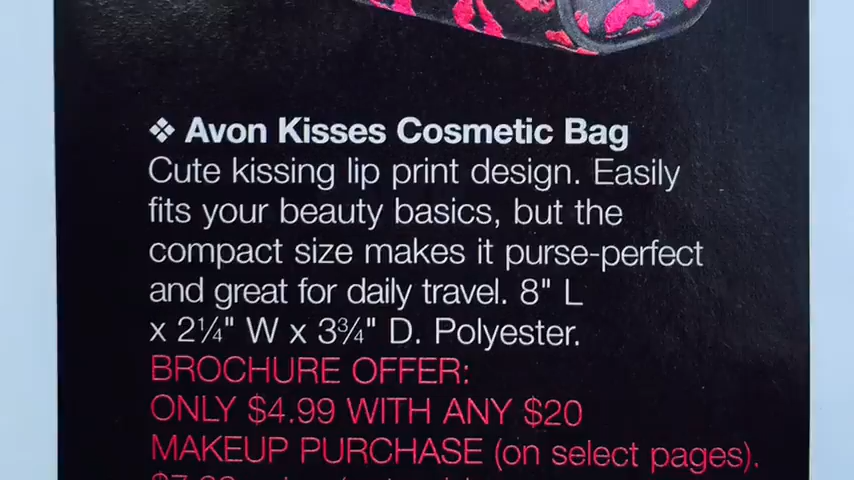 ❖ Avon Kisses Cosmetic Bag
Cute kissing lip print design. Easily
fits your beauty basics, but the
compact size makes it purse-perfect
and great for daily travel. 8" L
x 2¼" W x 3¾" D. Polyester.
BROCHURE OFFER:
ONLY $4.99 WITH ANY $20
MAKEUP PURCHASE (on select pages).